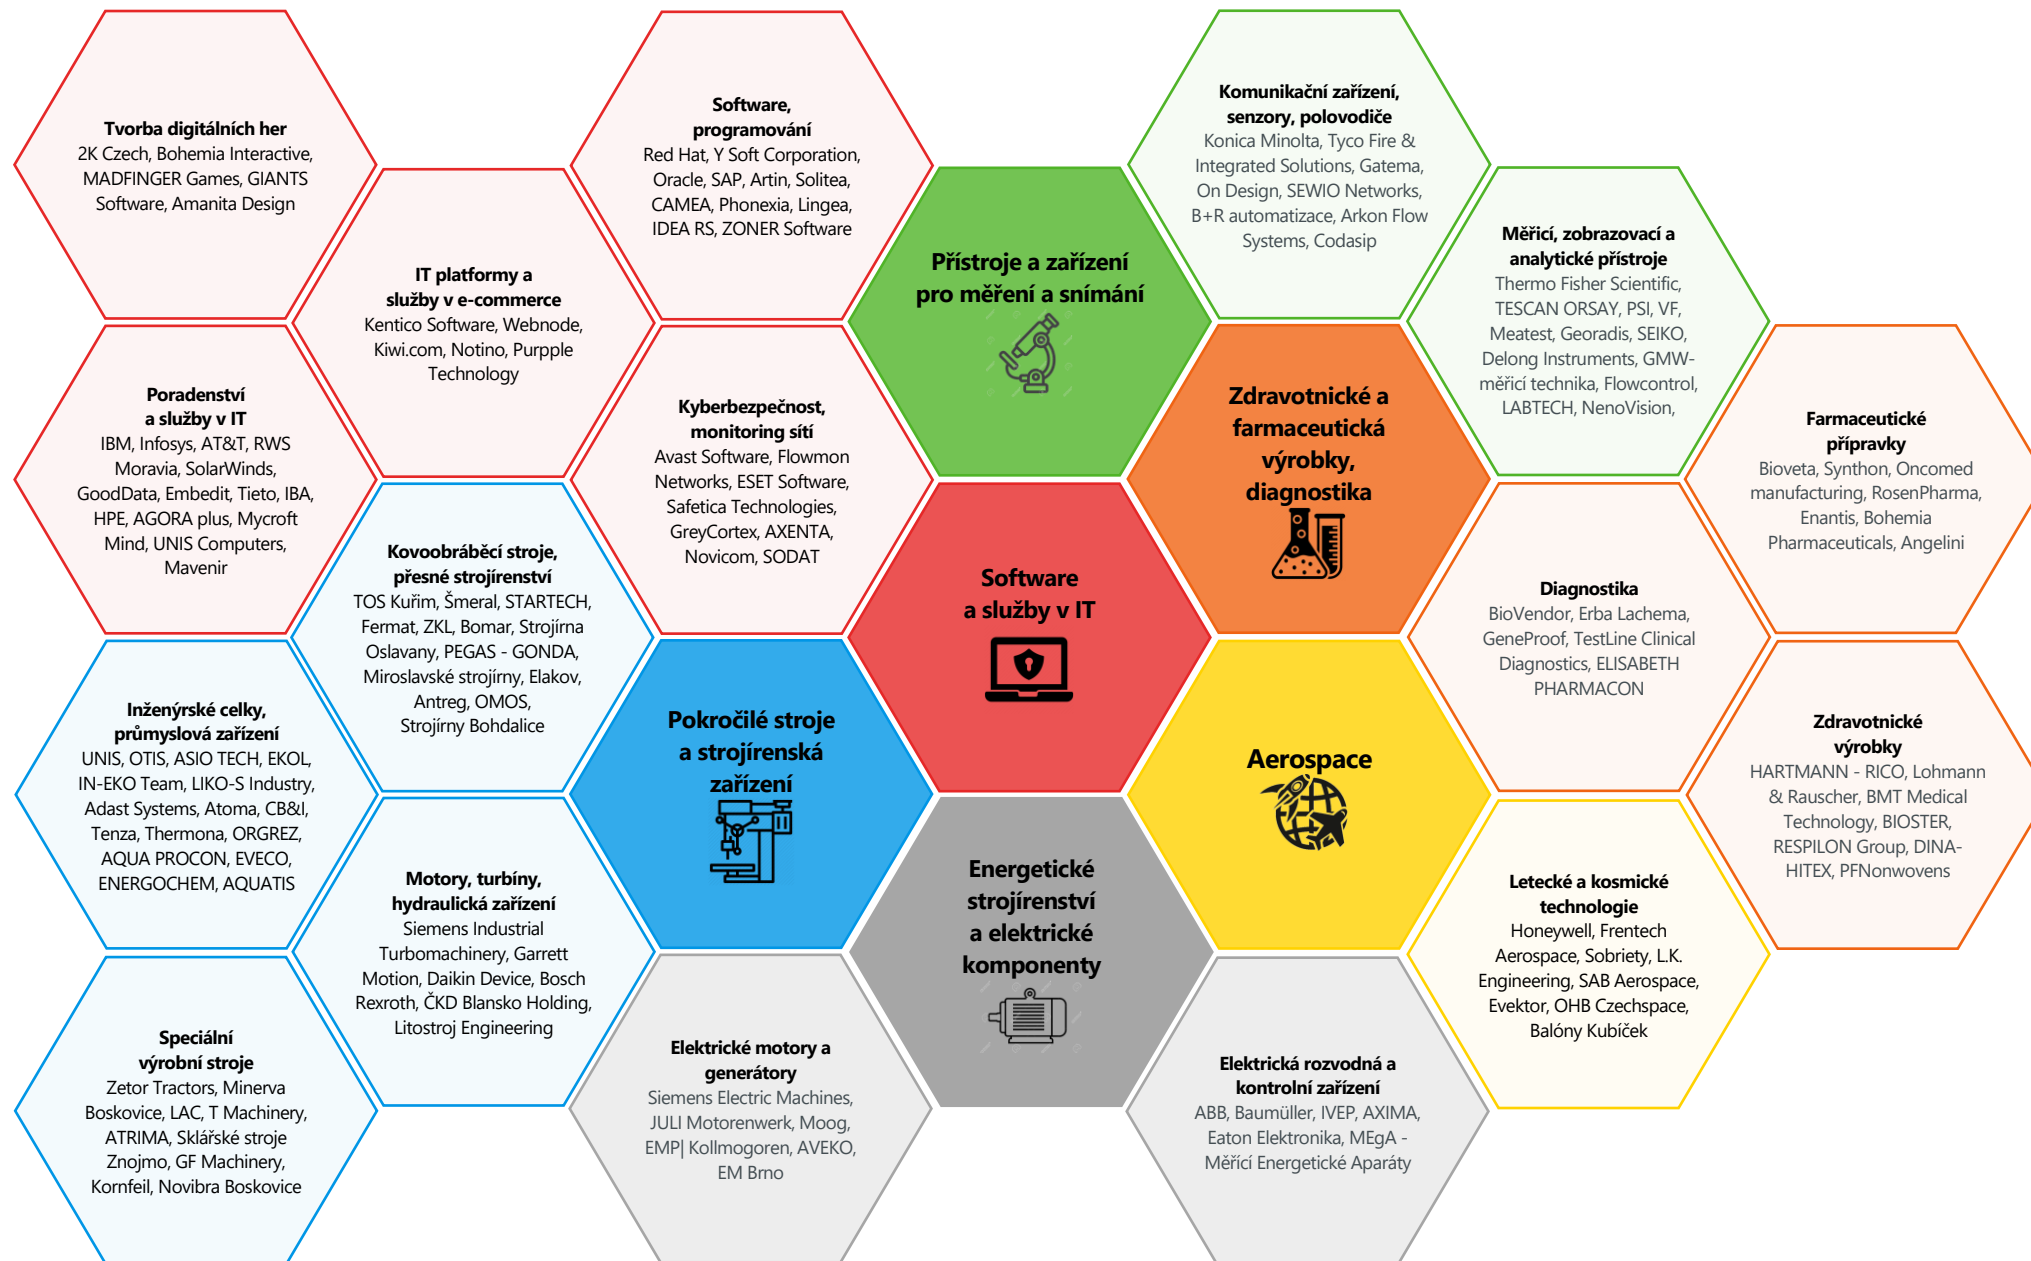 Tvorba digitálních her
2K Czech, Bohemia Interactive,
MADFINGER Games, GIANTS
Software, Amanita Design
IT platformy a
služby v e-commerce
Kentico Software, Webnode,
Kiwi.com, Notino, Purpple
Technology
Software,
programování
Red Hat, Y Soft Corporation,
Oracle, SAP, Artin, Solitea,
CAMEA, Phonexia, Lingea,
IDEA RS, ZONER Software
Přístroje a zařízení
pro měření a snímání
Komunikační zařízení,
senzory, polovodiče
Konica Minolta, Tyco Fire &
Integrated Solutions, Gatema,
On Design, SEWIO Networks,
B+R automatizace, Arkon Flow
Systems, Codasip
Měřicí, zobrazovací a
analytické přístroje
Thermo Fisher Scientific,
TESCAN ORSAY, PSI, VF,
Meatest, Georadis, SEIKO,
Delong Instruments, GMW-
měřicí technika, Flowcontrol,
LABTECH, NenoVision,
Poradenství
a služby v IT
IBM, Infosys, AT&T, RWS
Moravia, SolarWinds,
GoodData, Embedit, Tieto, IBA,
HPE, AGORA plus, Mycroft
Mind, UNIS Computers,
Mavenir
Kyberbezpečnost,
monitoring sítí
Avast Software, Flowmon
Networks, ESET Software,
Safetica Technologies,
GreyCortex, AXENTA,
Novicom, SODAT
Zdravotnické a
farmaceutická
výrobky,
diagnostika
Farmaceutické
přípravky
Bioveta, Synthon, Oncomed
manufacturing, RosenPharma,
Enantis, Bohemia
Pharmaceuticals, Angelini
Kovoobráběcí stroje,
přesné strojírenství
TOS Kuřim, Šmeral, STARTECH,
Fermat, ZKL, Bomar, Strojírna
Oslavany, PEGAS - GONDA,
Miroslavské strojírny, Elakov,
Antreg, OMOS,
Strojírny Bohdalice
Software
a služby v IT
Diagnostika
BioVendor, Erba Lachema,
GeneProof, TestLine Clinical
Diagnostics, ELISABETH
PHARMACON
Inženýrské celky,
průmyslová zařízení
UNIS, OTIS, ASIO TECH, EKOL,
IN-EKO Team, LIKO-S Industry,
Adast Systems, Atoma, CB&I,
Tenza, Thermona, ORGREZ,
AQUA PROCON, EVECO,
ENERGOCHEM, AQUATIS
Pokročilé stroje
a strojírenská
zařízení
Aerospace
Zdravotnické
výrobky
HARTMANN - RICO, Lohmann
& Rauscher, BMT Medical
Technology, BIOSTER,
RESPILON Group, DINA-
HITEX, PFNonwovens
Motory, turbíny,
hydraulická zařízení
Siemens Industrial
Turbomachinery, Garrett
Motion, Daikin Device, Bosch
Rexroth, ČKD Blansko Holding,
Litostroj Engineering
Energetické
strojírenství
a elektrické
komponenty
Letecké a kosmické
technologie
Honeywell, Frentech
Aerospace, Sobriety, L.K.
Engineering, SAB Aerospace,
Evektor, OHB Czechspace,
Balóny Kubíček
Speciální
výrobní stroje
Zetor Tractors, Minerva
Boskovice, LAC, T Machinery,
ATRIMA, Sklářské stroje
Znojmo, GF Machinery,
Kornfeil, Novibra Boskovice
Elektrické motory a
generátory
Siemens Electric Machines,
JULI Motorenwerk, Moog,
EMP| Kollmogoren, AVEKO,
EM Brno
Elektrická rozvodná a
kontrolní zařízení
ABB, Baumüller, IVEP, AXIMA,
Eaton Elektronika, MEgA -
Měřící Energetické Aparáty